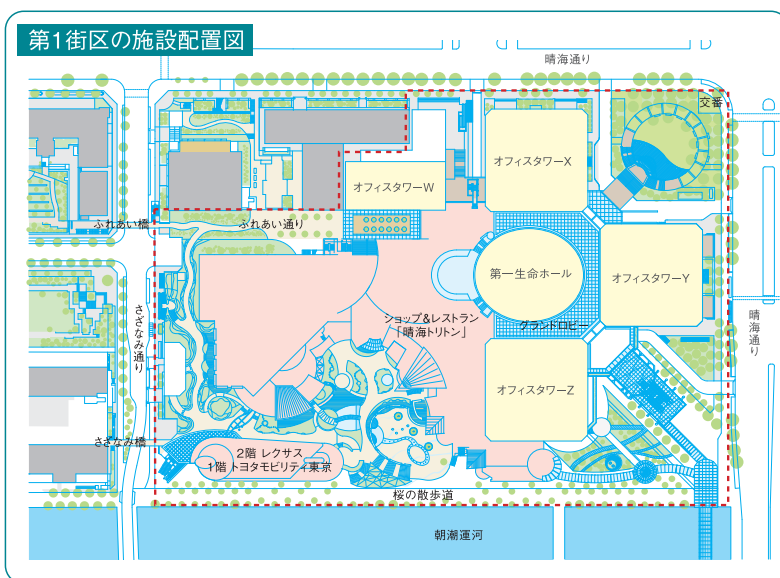 第1街区の施設配置図
晴海通り
交番
オフィスタワーX
オフィスタワーW
ふれあい橋
ふれあい通り
第一生命ホール
オフィスタワーY
さざなみ通り
ショップ&レストラン
「晴海トリトン」
グランドロビー
晴海通り
オフィスタワーZ
さざなみ橋
2階 レクサス
1階 トヨタモビリティ東京
桜の散歩道
朝潮運河